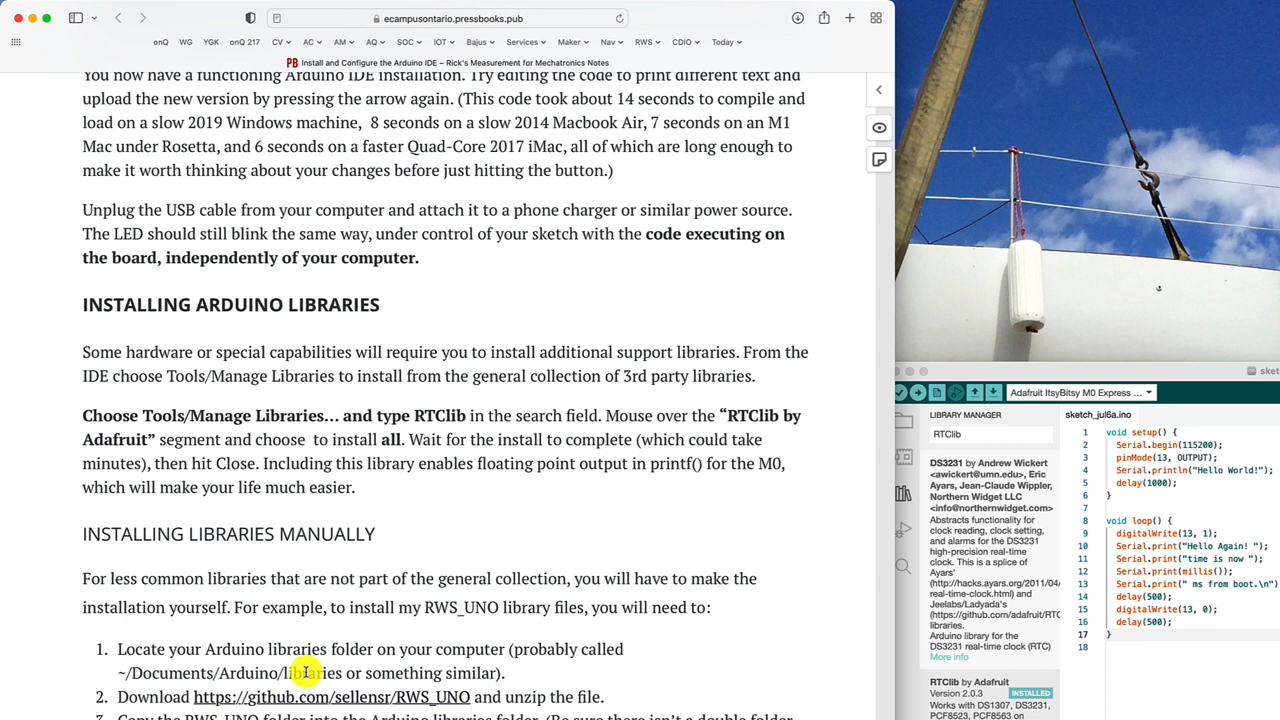 ecampusontario.pressbooks.pub
onQ WG YGK onQ 217 CV AC AM AQ SOC IOT Bajus Services Maker Nav RWS CDIO Today
PB Install and Configure the Arduino IDE – Rick's Measurement for Mechatronics Notes
You now have a functioning Arduino IDE installation. Try editing the code to print different text and
upload the new version by pressing the arrow again. (This code took about 14 seconds to compile and
load on a slow 2019 Windows machine, 8 seconds on a slow 2014 Macbook Air, 7 seconds on an M1
Mac under Rosetta, and 6 seconds on a faster Quad-Core 2017 iMac, all of which are long enough to
make it worth thinking about your changes before just hitting the button.)
Unplug the USB cable from your computer and attach it to a phone charger or similar power source.
The LED should still blink the same way, under control of your sketch with the code executing on
the board, independently of your computer.
INSTALLING ARDUINO LIBRARIES
Some hardware or special capabilities will require you to install additional support libraries. From the
IDE choose Tools/Manage Libraries to install from the general collection of 3rd party libraries.
Choose Tools/Manage Libraries... and type RTClib in the search field. Mouse over the “RTClib by
Adafruit” segment and choose to install all. Wait for the install to complete (which could take
minutes), then hit Close. Including this library enables floating point output in printf() for the M0,
which will make your life much easier.
INSTALLING LIBRARIES MANUALLY
For less common libraries that are not part of the general collection, you will have to make the
installation yourself. For example, to install my RWS_UNO library files, you will need to:
1. Locate your Arduino libraries folder on your computer (probably called
~/Documents/Arduino/libraries or something similar).
2. Download https://github.com/sellensr/RWS_UNO and unzip the file.
3. Copy the RWS_UNO folder into the Arduino libraries folder. (Be sure there isn't a double folder
sket
Adafruit ItsyBitsy M0 Express ...
LIBRARY MANAGER
RTClib
DS3231 by Andrew Wickert
<awickert@umn.edu>, Eric
Ayars, Jean-Claude Wippler,
Northern Widget LLC
<info@northernwidget.com>
Abstracts functionality for
clock reading, clock setting,
and alarms for the DS3231
high-precision real-time
clock. This is a splice of
Ayars'
(http://hacks.ayars.org/2011/04/
real-time-clock.html) and
Jeelabs/Ladyada's
(https://github.com/adafruit/RTC
libraries.
Arduino library for the
DS3231 real-time clock (RTC)
More info
RTClib by Adafruit
Version 2.0.3 INSTALLED
Works with DS1307, DS3231,
PCF8523, PCF8563 on
sketch_jul6a.ino
1 void setup() {
2 Serial.begin(115200);
3 pinMode(13, OUTPUT);
4 Serial.println("Hello World!");
5 delay(1000);
6 }
7
8 void loop() {
9 digitalWrite(13, 1);
10 Serial.print("Hello Again! ");
11 Serial.print("time is now ");
12 Serial.print(millis());
13 Serial.print(" ms from boot.\n")
14 delay(500);
15 digitalWrite(13, 0);
16 delay(500);
17 }
18